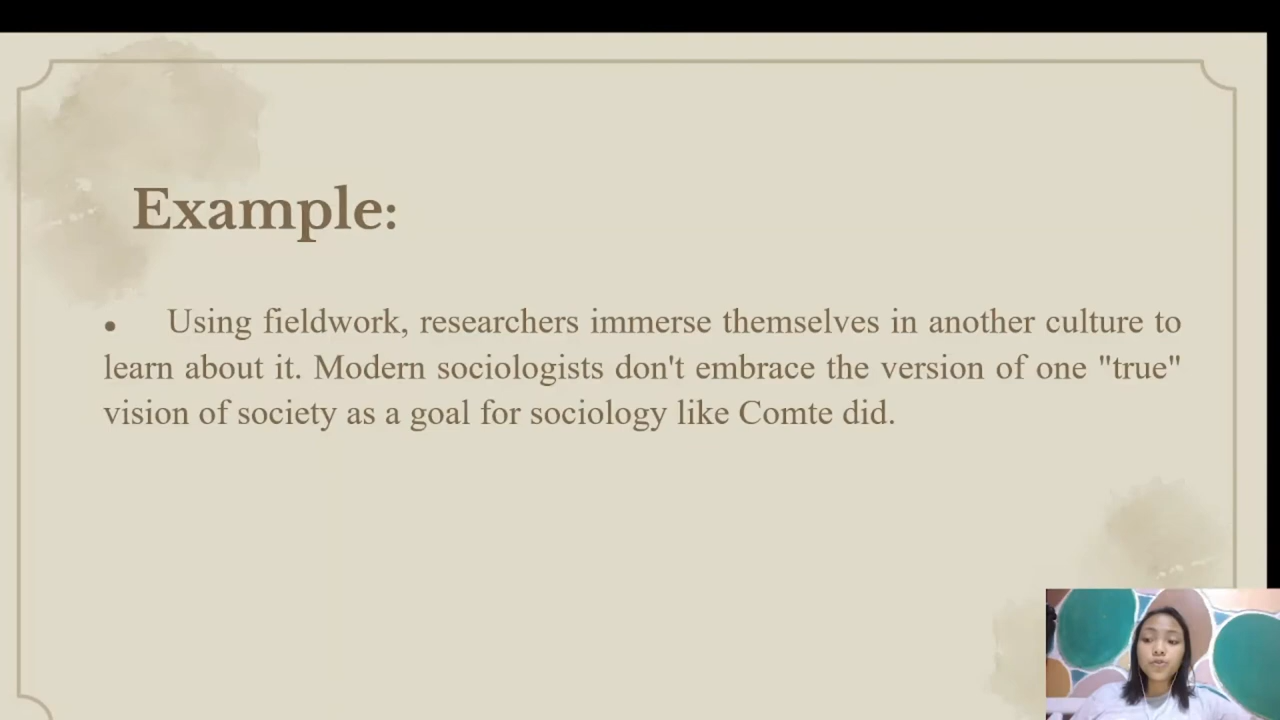 Example:
• Using fieldwork, researchers immerse themselves in another culture to
learn about it. Modern sociologists don't embrace the version of one "true"
vision of society as a goal for sociology like Comte did.